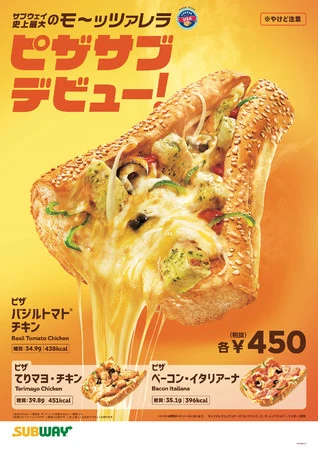 サブウェイ
史上最大のモ〜ッツァレラ
※やけど注意
ピザサブ
デビュー!
USA
ピザ
バジルトマト
チキン
Basil Tomato Chicken
糖質:34.9g 438kcal
(税抜)
各¥450
ピザ
てりマヨ・チキン
Terimayo Chicken
糖質:39.8g 451kcal
ピザ
ベーコン・イタリアーナ
Bacon Italiana
糖質:35.1g 396kcal
SUBWAY